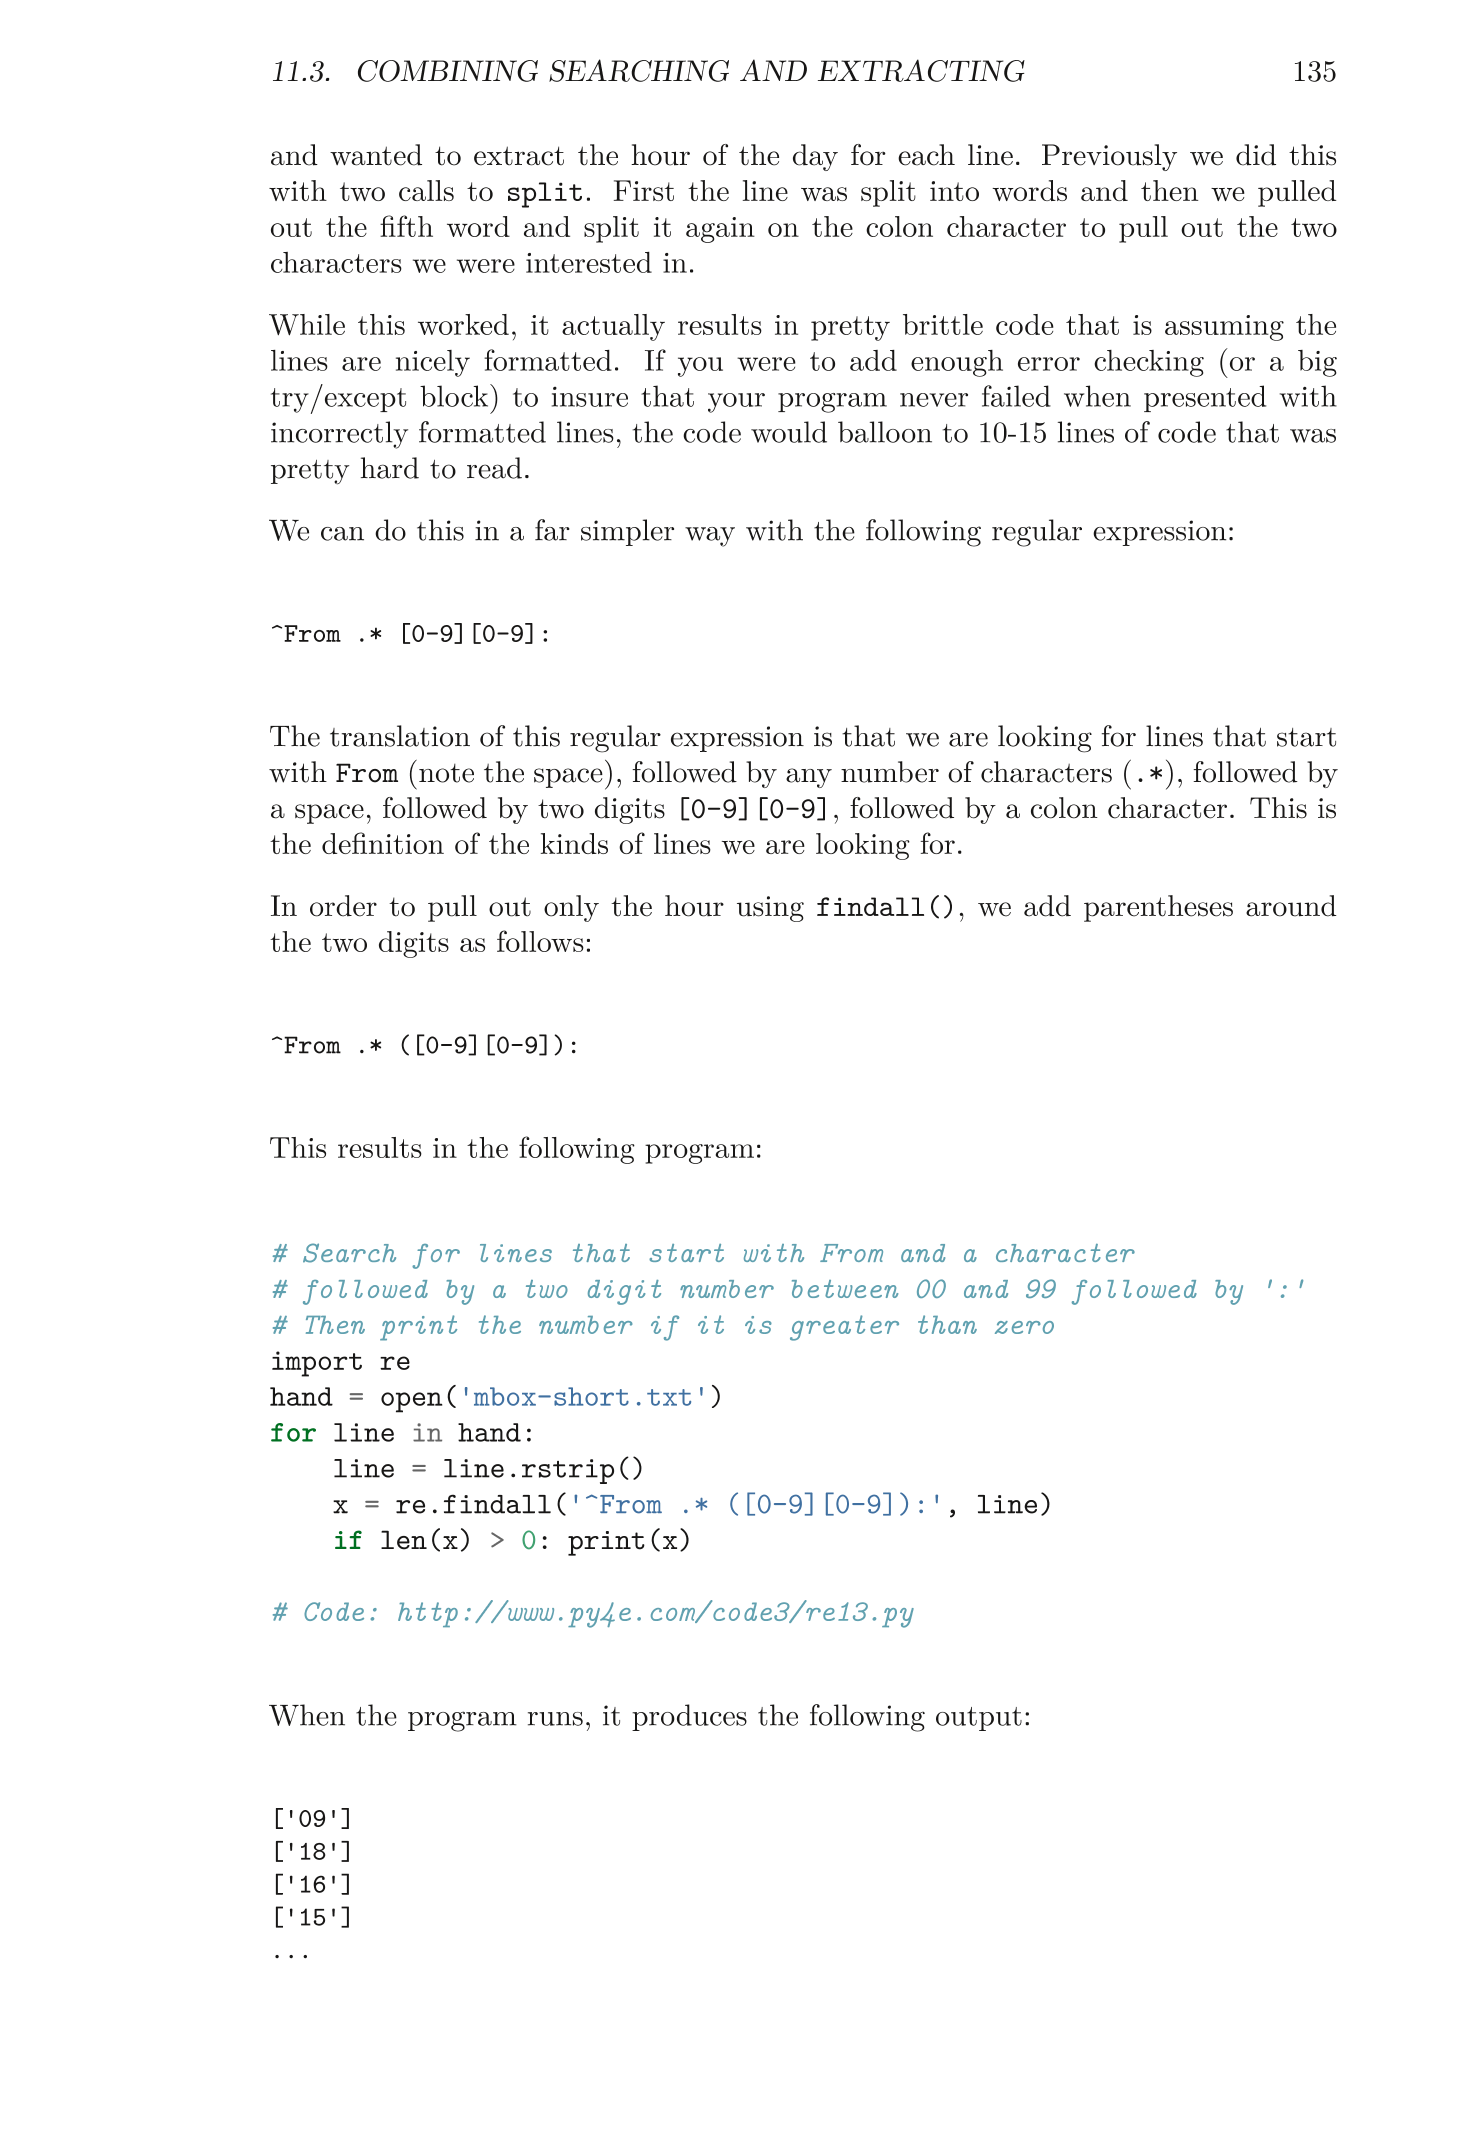 11.3. COMBINING SEARCHING AND EXTRACTING 135
and wanted to extract the hour of the day for each line. Previously we did this
with two calls to split. First the line was split into words and then we pulled
out the fifth word and split it again on the colon character to pull out the two
characters we were interested in.
While this worked, it actually results in pretty brittle code that is assuming the
lines are nicely formatted. If you were to add enough error checking (or a big
try/except block) to insure that your program never failed when presented with
incorrectly formatted lines, the code would balloon to 10-15 lines of code that was
pretty hard to read.
We can do this in a far simpler way with the following regular expression:
^From .* [0-9][0-9]:
The translation of this regular expression is that we are looking for lines that start
with From (note the space), followed by any number of characters (.*), followed by
a space, followed by two digits [0-9][0-9], followed by a colon character. This is
the definition of the kinds of lines we are looking for.
In order to pull out only the hour using findall(), we add parentheses around
the two digits as follows:
^From .* ([0-9][0-9]):
This results in the following program:
# Search for lines that start with From and a character
# followed by a two digit number between 00 and 99 followed by ':'
# Then print the number if it is greater than zero
import re
hand = open('mbox-short.txt')
for line in hand:
    line = line.rstrip()
    x = re.findall('^From .* ([0-9][0-9]):', line)
    if len(x) > 0: print(x)
# Code: http://www.py4e.com/code3/re13.py
When the program runs, it produces the following output:
['09']
['18']
['16']
['15']
...